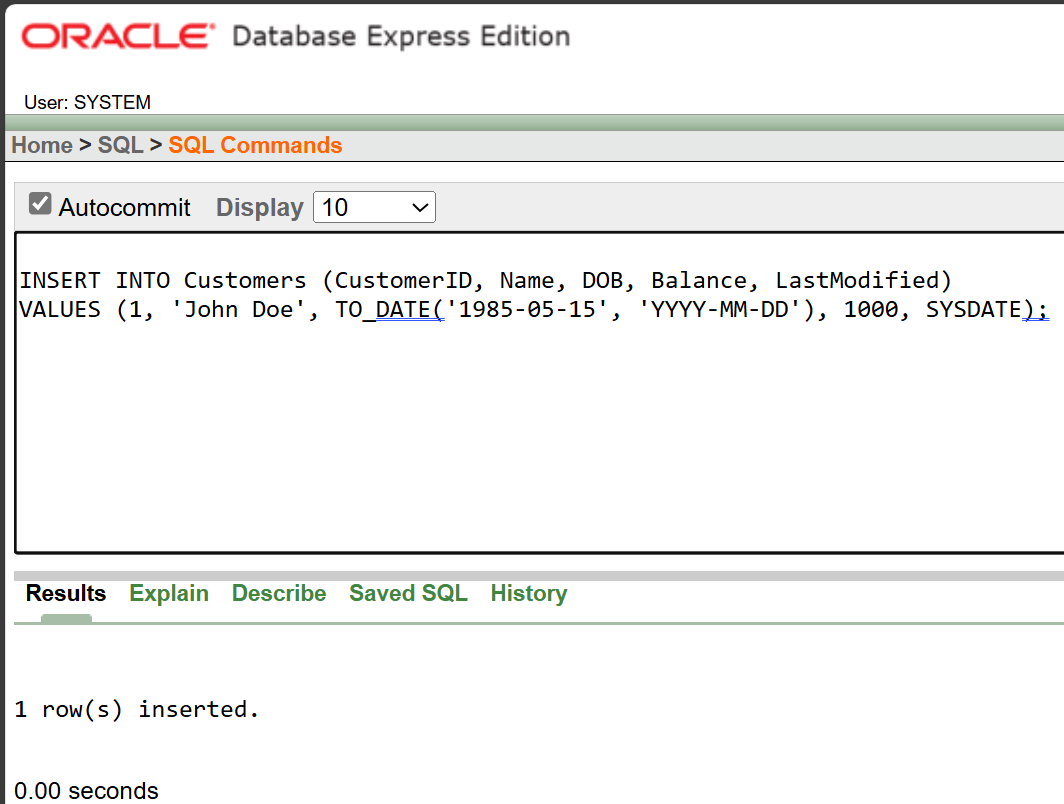 ORACLE Database Express Edition
User: SYSTEM
Home > SQL > SQL Commands
Autocommit Display 10
INSERT INTO Customers (CustomerID, Name, DOB, Balance, LastModified)
VALUES (1, 'John Doe', TO_DATE('1985-05-15', 'YYYY-MM-DD'), 1000, SYSDATE);
Results Explain Describe Saved SQL History
1 row(s) inserted.
0.00 seconds